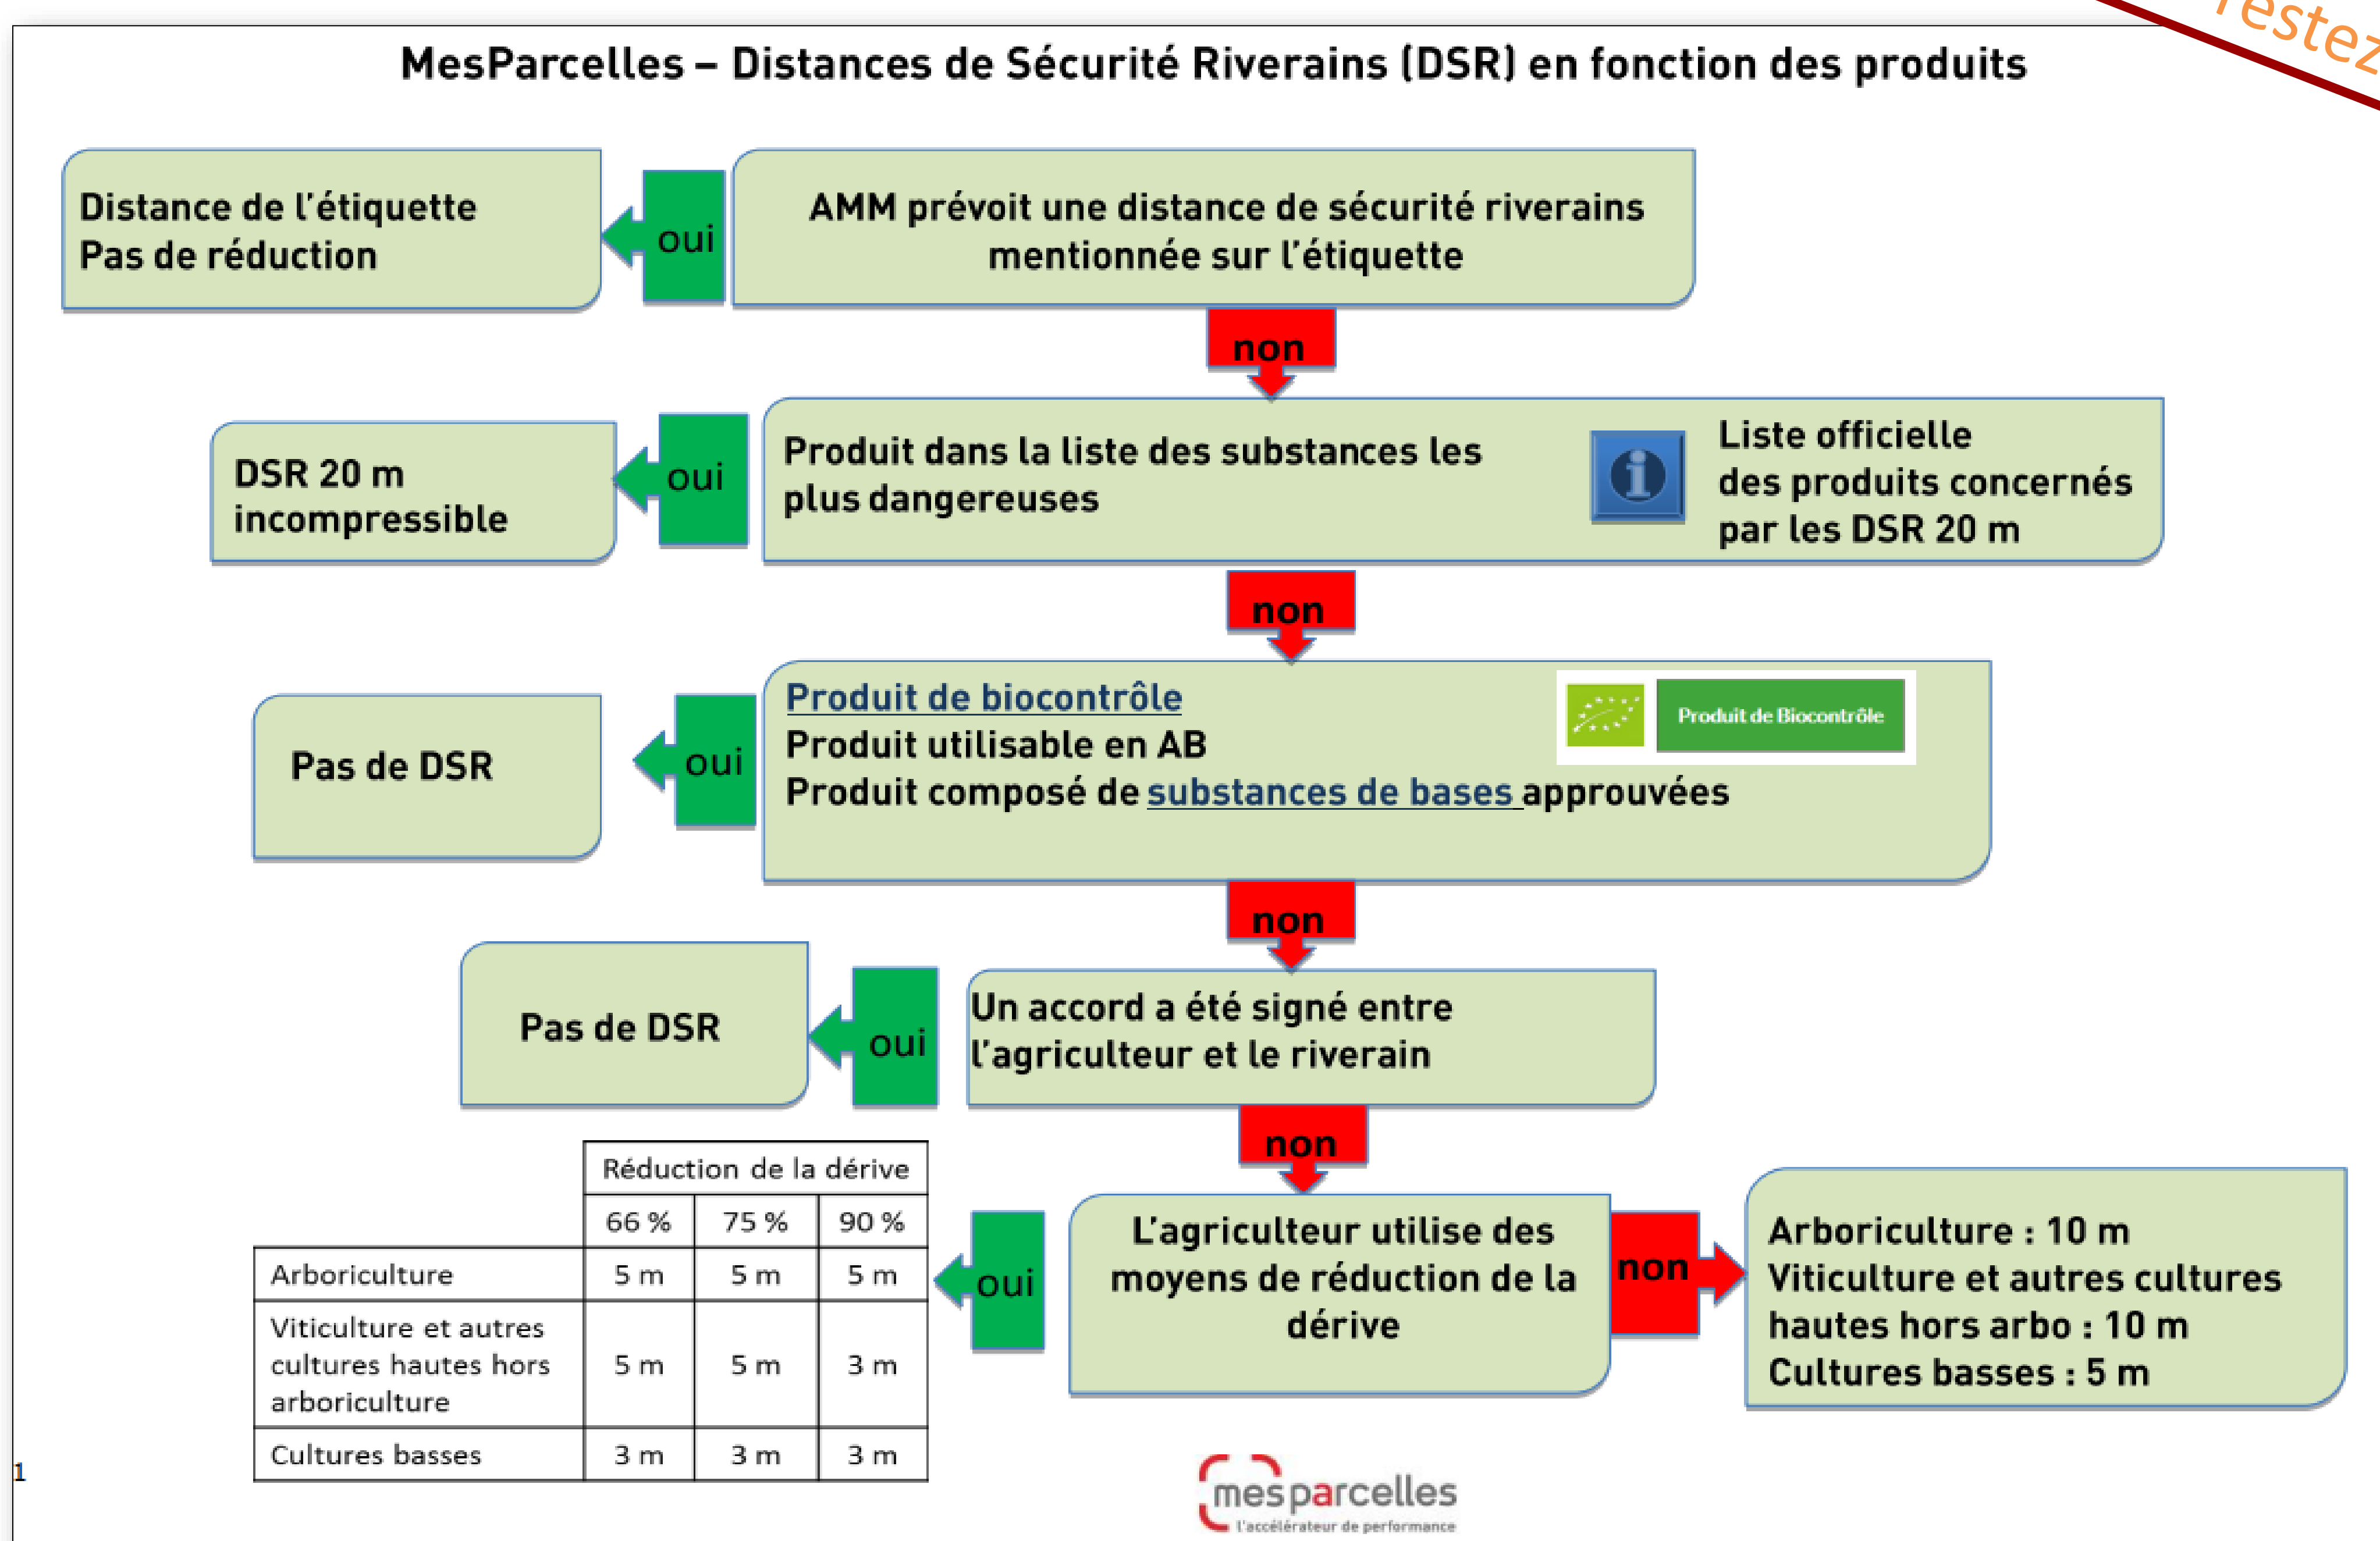 restez
MesParcelles – Distances de Sécurité Riverains (DSR) en fonction des produits
Distance de l'étiquette
Pas de réduction
oui
AMM prévoit une distance de sécurité riverains
mentionnée sur l'étiquette
non
DSR 20 m
incompressible
oui
Produit dans la liste des substances les
plus dangereuses
Liste officielle
des produits concernés
par les DSR 20 m
non
Pas de DSR
oui
Produit de biocontrôle
Produit utilisable en AB
Produit composé de substances de bases approuvées
Produit de Biocontrôle
non
Pas de DSR
oui
Un accord a été signé entre
l'agriculteur et le riverain
non
Réduction de la dérive
66 % 75 % 90 %
Arboriculture 5 m 5 m 5 m
Viticulture et autres
cultures hautes hors 5 m 5 m 3 m
arboriculture
Cultures basses 3 m 3 m 3 m
oui
L'agriculteur utilise des
moyens de réduction de la
dérive
non
Arboriculture : 10 m
Viticulture et autres cultures
hautes hors arbo : 10 m
Cultures basses : 5 m
1
mesparcelles
l'accélérateur de performance